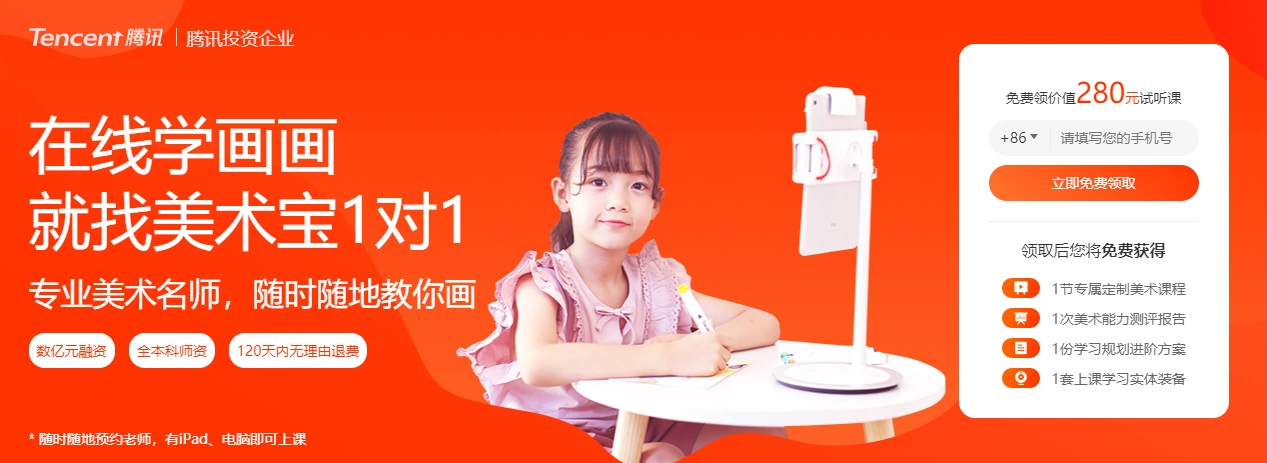 Tencent 腾讯 | 腾讯投资企业
在线学画画
就找美术宝1对1
专业美术名师，随时随地教你画
数亿元融资 全本科师资 120天内无理由退费
* 随时随地预约老师，有iPad、电脑即可上课
免费领价值280元试听课
+86 请填写您的手机号
立即免费领取
领取后您将免费获得
1节专属定制美术课程
1次美术能力测评报告
1份学习规划进阶方案
1套上课学习实体装备